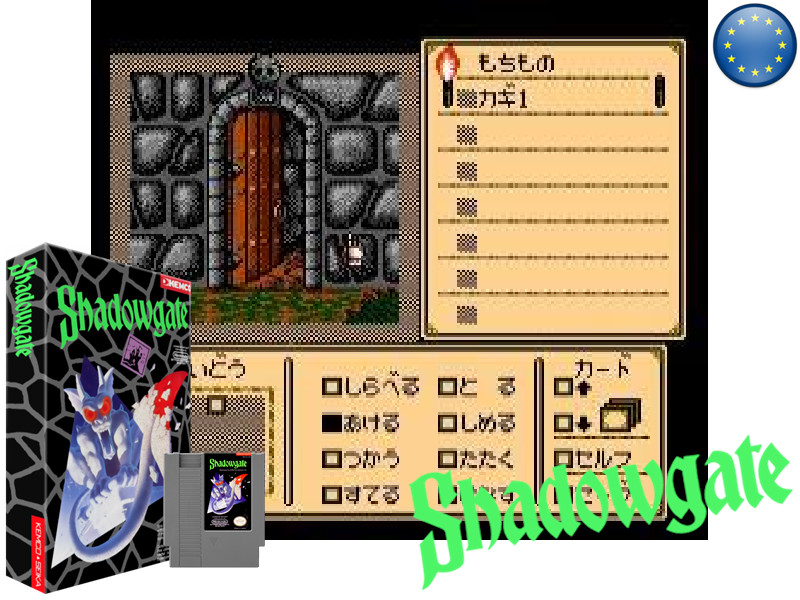 もちもの
カギ1
いどう
しらべる
とる
あける
しめる
つかう
たたく
すてる
カード
セルフ
Shadowgate
Shadowgate
KEMCO
Shadowgate
KEMCO★SEIKA
Shadowgate